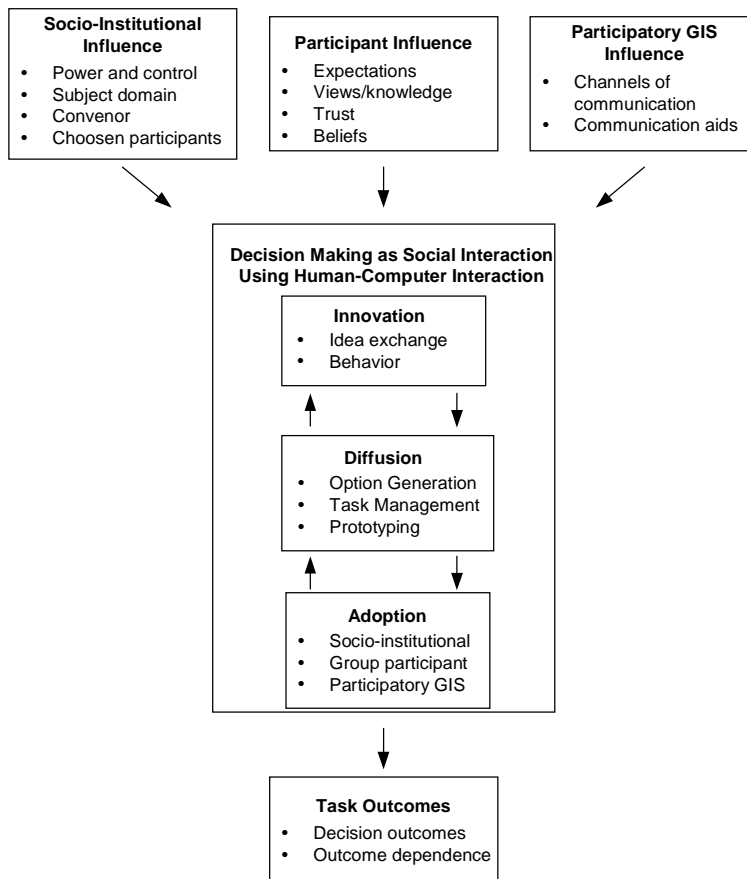 Socio-Institutional
Influence
• Power and control
• Subject domain
• Convenor
• Choosen participants
Participant Influence
• Expectations
• Views/knowledge
• Trust
• Beliefs
Participatory GIS
Influence
• Channels of
communication
• Communication aids
Decision Making as Social Interaction
Using Human-Computer Interaction
Innovation
• Idea exchange
• Behavior
Diffusion
• Option Generation
• Task Management
• Prototyping
Adoption
• Socio-institutional
• Group participant
• Participatory GIS
Task Outcomes
• Decision outcomes
• Outcome dependence